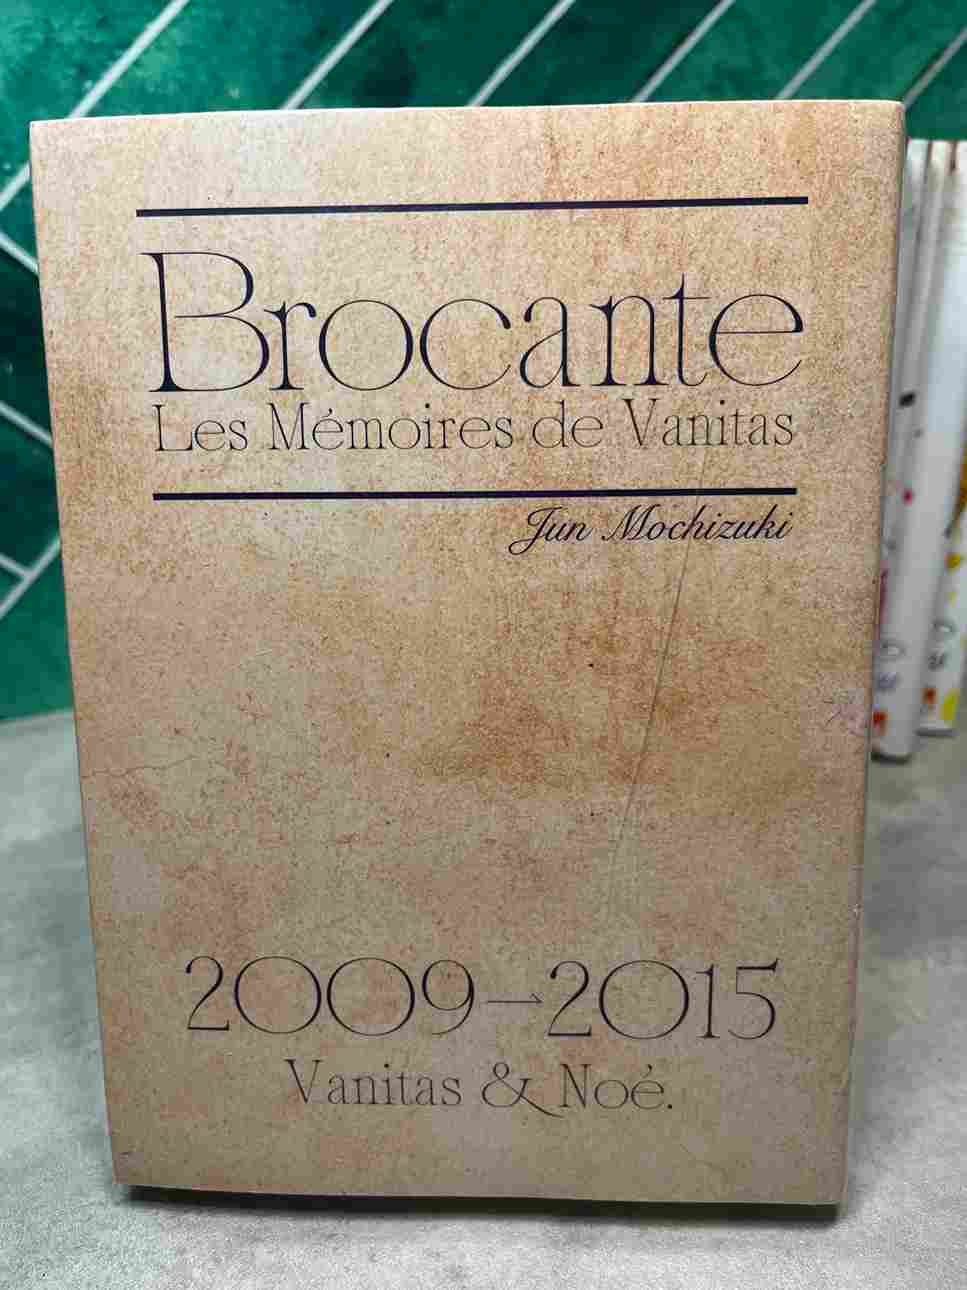 Brocante
Les Mémoires de Vanitas
Jun Mochizuki
2009→2015
Vanitas & Noé.